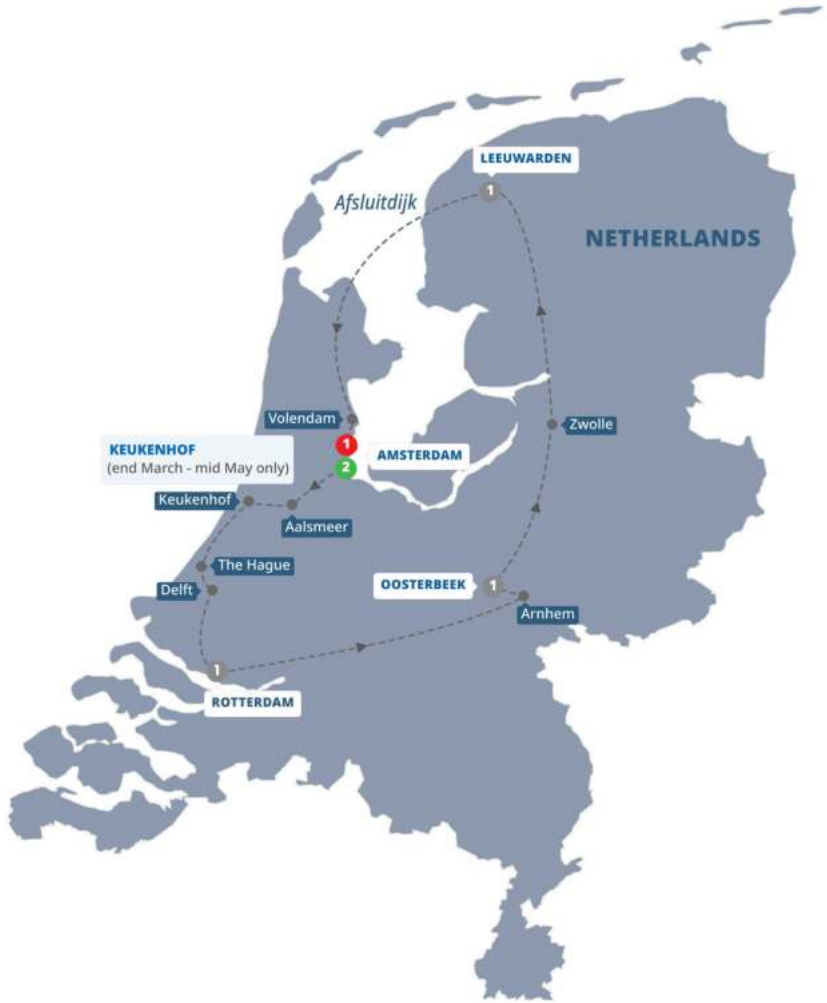 LEEUWARDEN
1
Afsluitdijk
NETHERLANDS
Volendam
Zwolle
1
KEUKENHOF
(end March - mid May only)
AMSTERDAM
2
Keukenhof
Aalsmeer
The Hague
OOSTERBEEK
1
Delft
Arnhem
1
ROTTERDAM